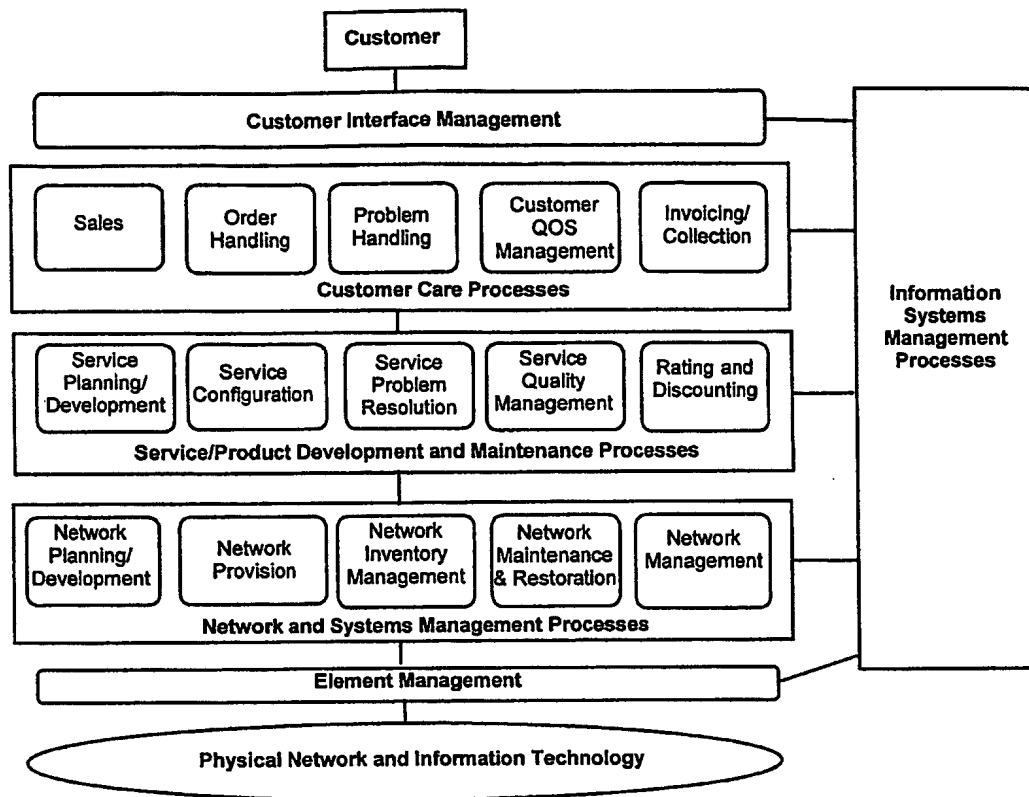 Customer
Customer Interface Management
Sales
Order
Handling
Problem
Handling
Customer
QOS
Management
Invoicing/
Collection
Customer Care Processes
Service
Planning/
Development
Service
Configuration
Service
Problem
Resolution
Service
Quality
Management
Rating and
Discounting
Service/Product Development and Maintenance Processes
Network
Planning/
Development
Network
Provision
Network
Inventory
Management
Network
Maintenance
& Restoration
Network
Management
Network and Systems Management Processes
Element Management
Physical Network and Information Technology
Information
Systems
Management
Processes